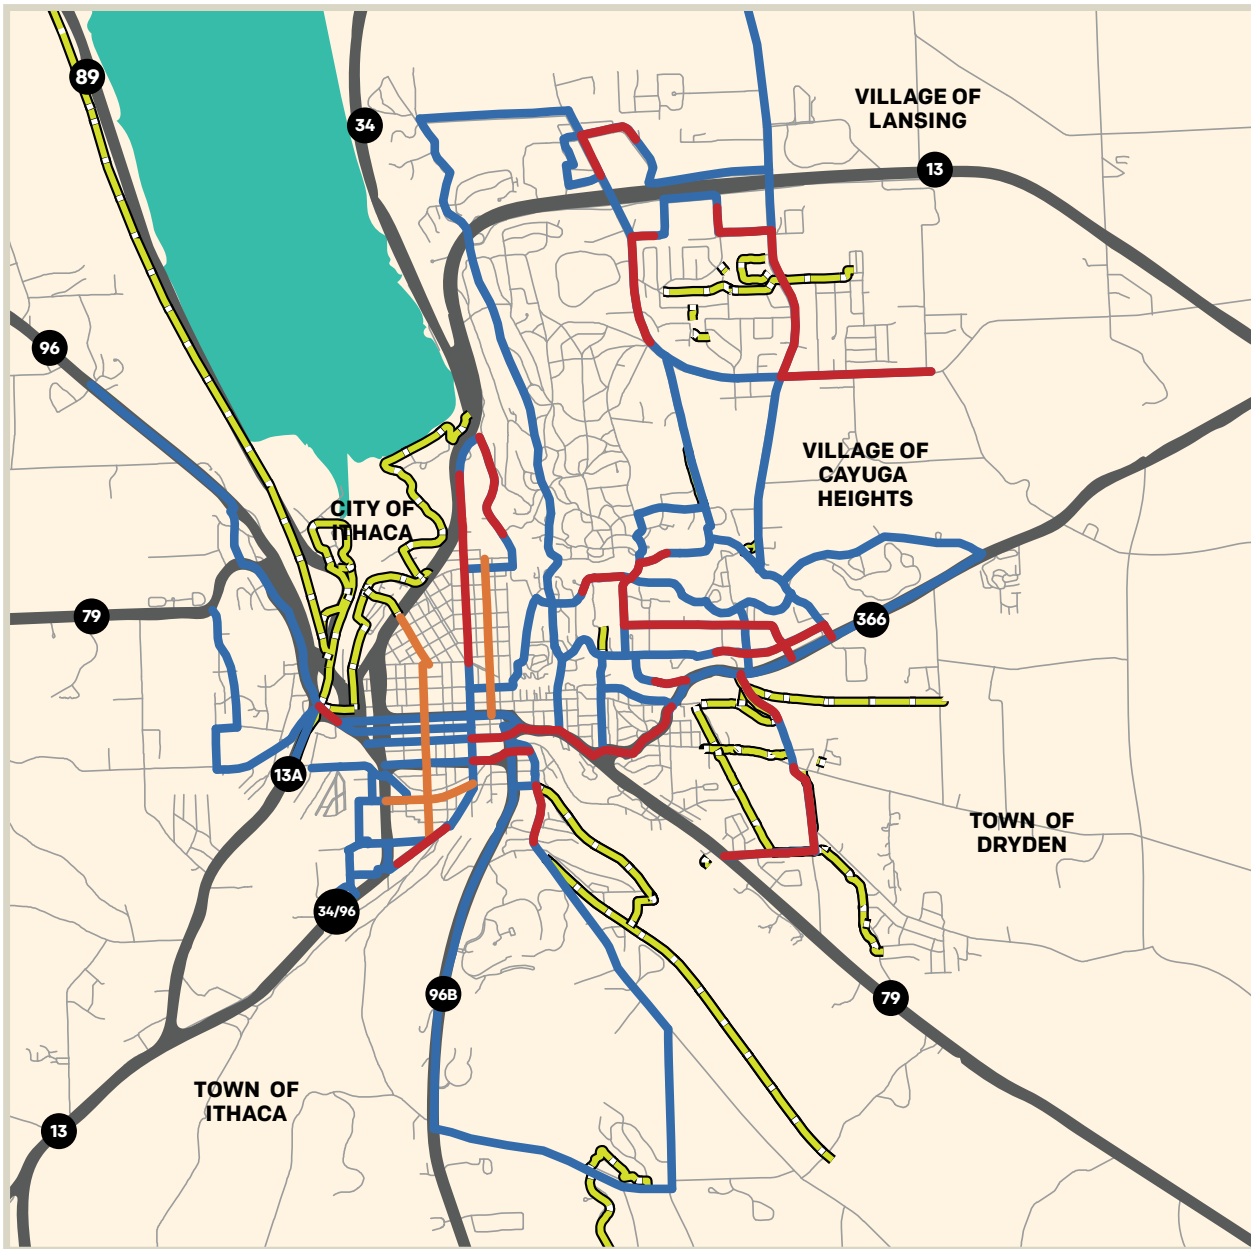 89
34
VILLAGE OF
LANSING
13
96
VILLAGE OF
CAYUGA
HEIGHTS
CITY OF
ITHACA
79
366
13A
TOWN OF
DRYDEN
34/96
96B
79
TOWN OF
ITHACA
13